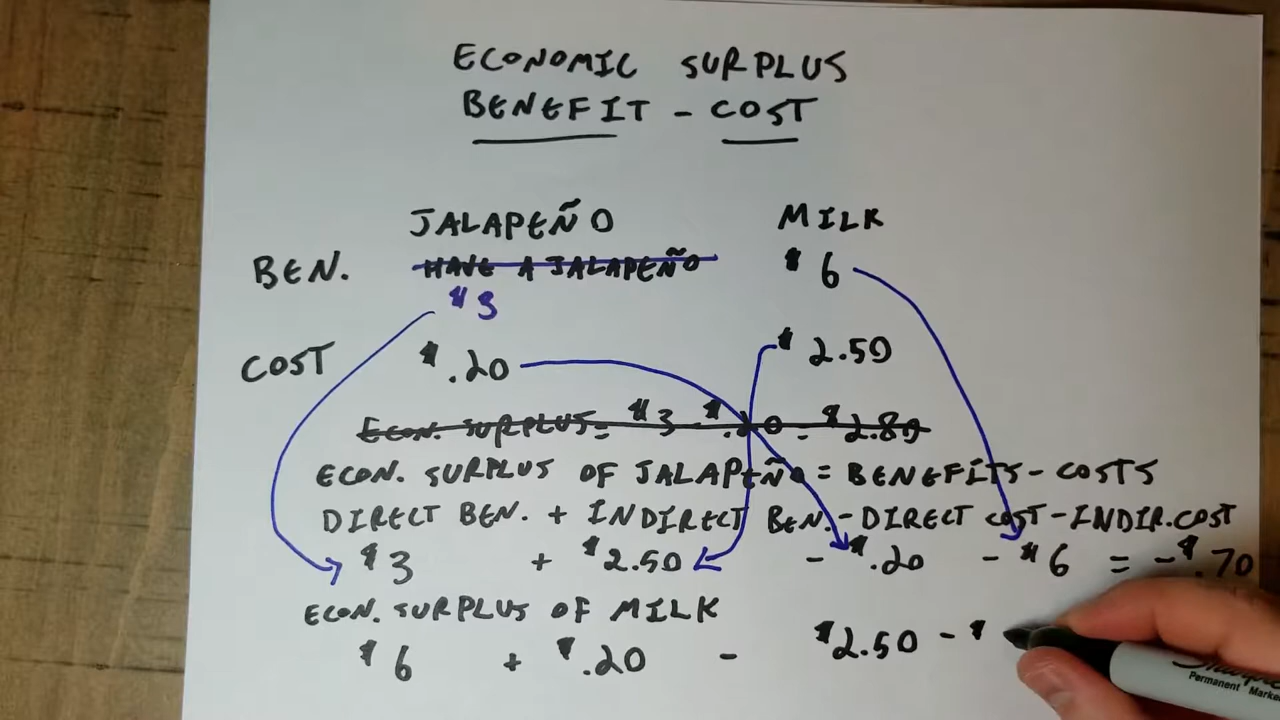 ECONOMIC SURPLUS
BENEFIT - COST
JALAPEÑO MILK
BEN. HAVE A JALAPEÑO $6
$3
COST $.20 $2.50
ECON. SURPLUS = $3 - $.20 = $2.80
ECON. SURPLUS OF JALAPEÑO = BENEFITS - COSTS
DIRECT BEN. + INDIRECT BEN. - DIRECT COST - INDIR. COST
$3 + $2.50 - $.20 - $6 = -$.70
ECON. SURPLUS OF MILK
$6 + $.20 - $2.50 - $
Permanent Marke